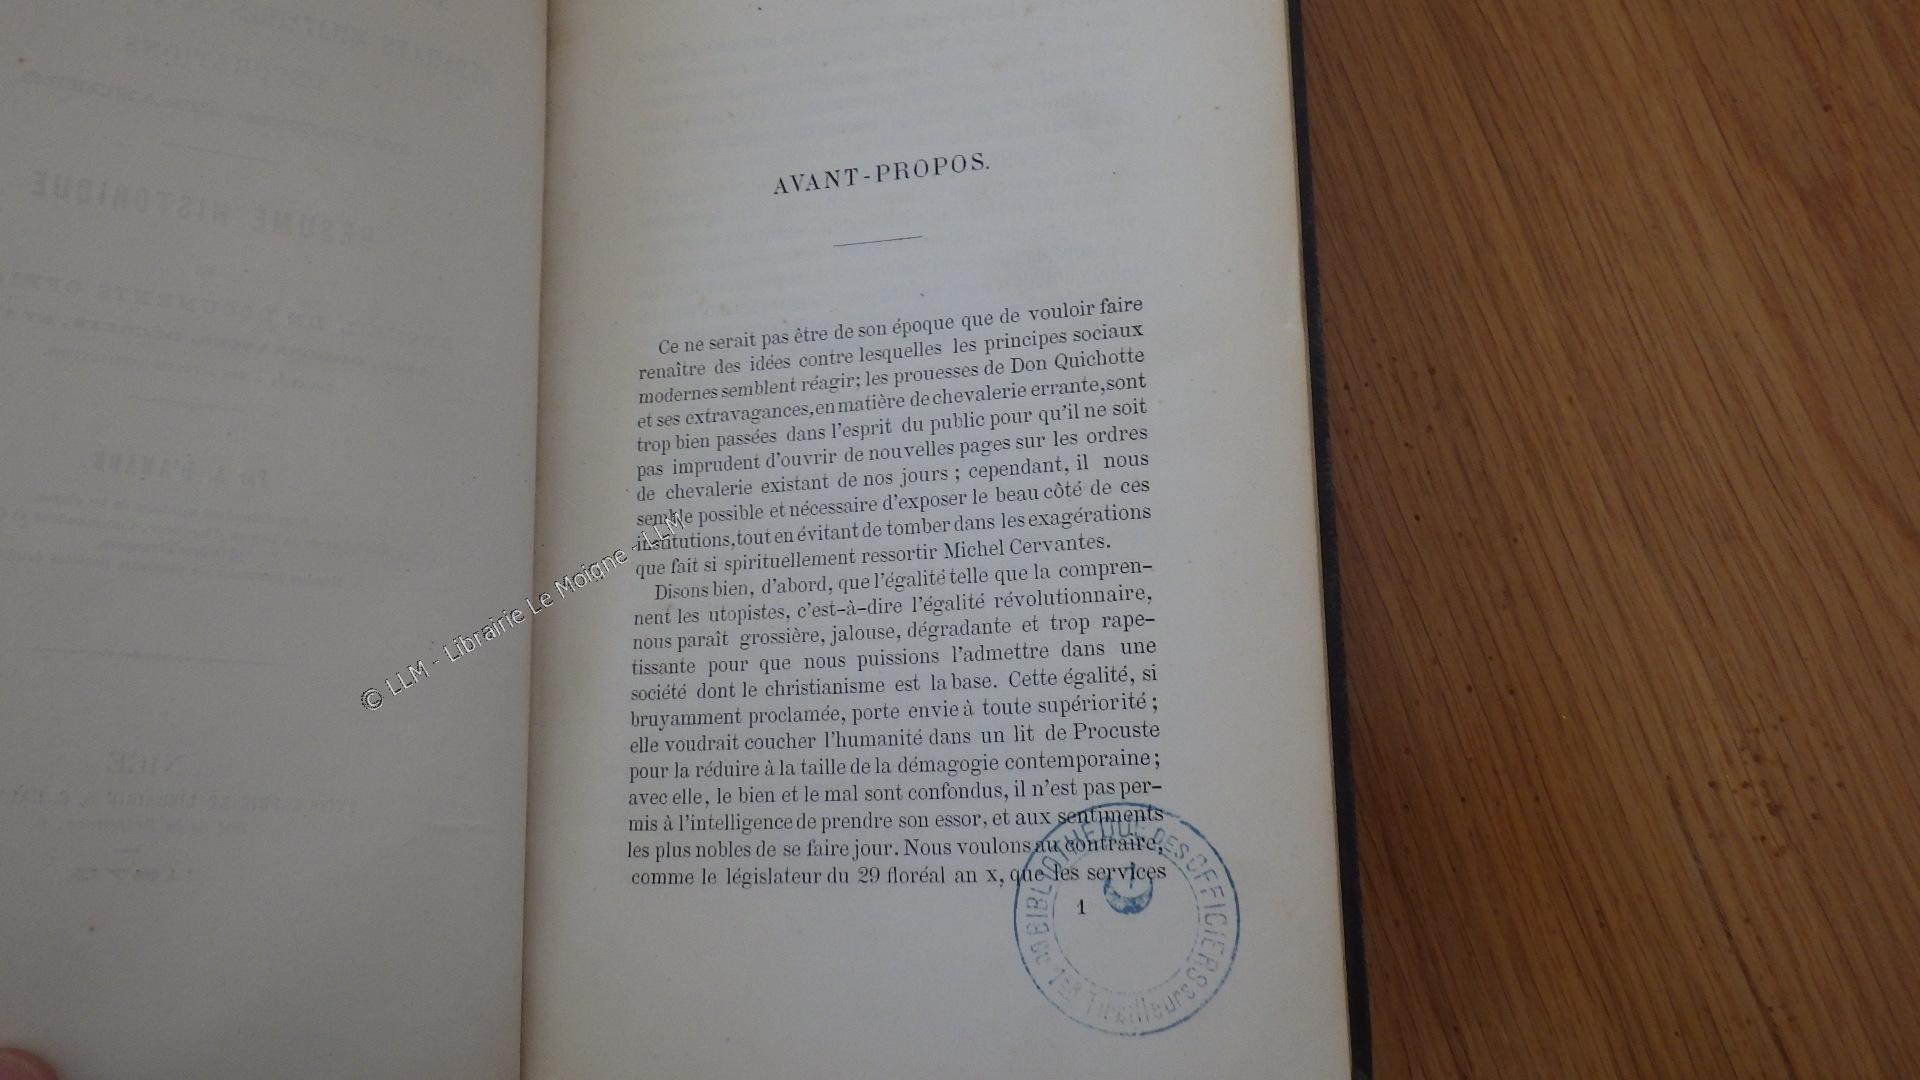 AVANT-PROPOS.
Ce ne serait pas être de son époque que de vouloir faire
renaître des idées contre lesquelles les principes sociaux
modernes semblent réagir; les prouesses de Don Quichotte
et ses extravagances, en matière de chevalerie errante, sont
trop bien passées dans l'esprit du public pour qu'il ne soit
pas imprudent d'ouvrir de nouvelles pages sur les ordres
de chevalerie existant de nos jours ; cependant, il nous
semble possible et nécessaire d'exposer le beau côté de ces
institutions, tout en évitant de tomber dans les exagérations
que fait si spirituellement ressortir Michel Cervantes.
Disons bien, d'abord, que l'égalité telle que la compren-
nent les utopistes, c'est-à-dire l'égalité révolutionnaire,
nous paraît grossière, jalouse, dégradante et trop rape-
tissante pour que nous puissions l'admettre dans une
société dont le christianisme est la base. Cette égalité, si
bruyamment proclamée, porte envie à toute supériorité ;
elle voudrait coucher l'humanité dans un lit de Procuste
pour la réduire à la taille de la démagogie contemporaine ;
avec elle, le bien et le mal sont confondus, il n'est pas per-
mis à l'intelligence de prendre son essor, et aux sentiments
les plus nobles de se faire jour. Nous voulons au contraire,
comme le législateur du 29 floréal an x, que les services
1
BIBLIOTHÈQUE DES OFFICIERS
Tirailleurs
RÉSUMÉ HISTORIQUE
NICE
© LLM - Librairie Le Moigne - LLM